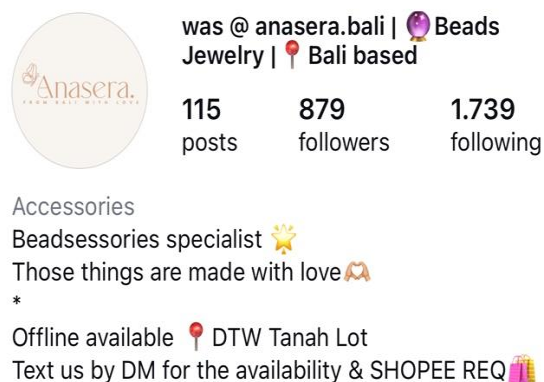 was @ anasera.bali | 🔮Beads
Jewelry | 📍 Bali based
Anasera.
FROM BALI WITH LOVE
115 879 1.739
posts followers following
Accessories
Beadsessories specialist 🌟
Those things are made with love🫶🏼
*
Offline available 📍 DTW Tanah Lot
Text us by DM for the availability & SHOPEE REQ🛍️